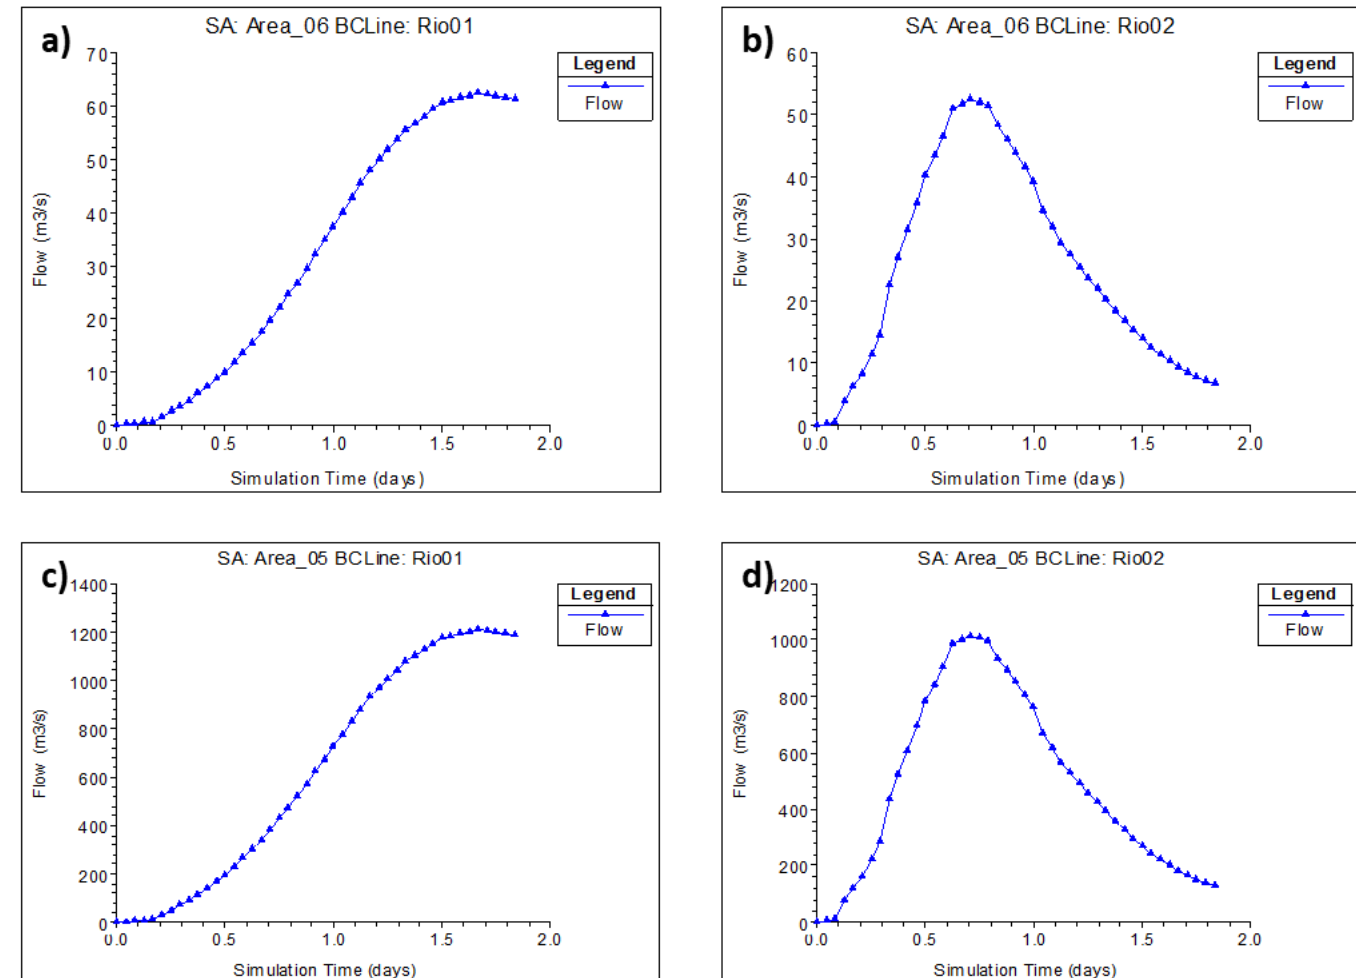 a)
SA: Area_06 BCLine: Rio01
Legend
Flow
70
60
50
40
30
20
10
0
Flow (m3/s)
0.0 0.5 1.0 1.5 2.0
Simulation Time (days)
b)
SA: Area_06 BCLine: Rio02
Legend
Flow
60
50
40
30
20
10
0
Flow (m3/s)
0.0 0.5 1.0 1.5 2.0
Simulation Time (days)
c)
SA: Area_05 BCLine: Rio01
Legend
Flow
1400
1200
1000
800
600
400
200
0
Flow (m3/s)
0.0 0.5 1.0 1.5 2.0
Simulation Time (days)
d)
SA: Area_05 BCLine: Rio02
Legend
Flow
1200
1000
800
600
400
200
0
Flow (m3/s)
0.0 0.5 1.0 1.5 2.0
Simulation Time (days)